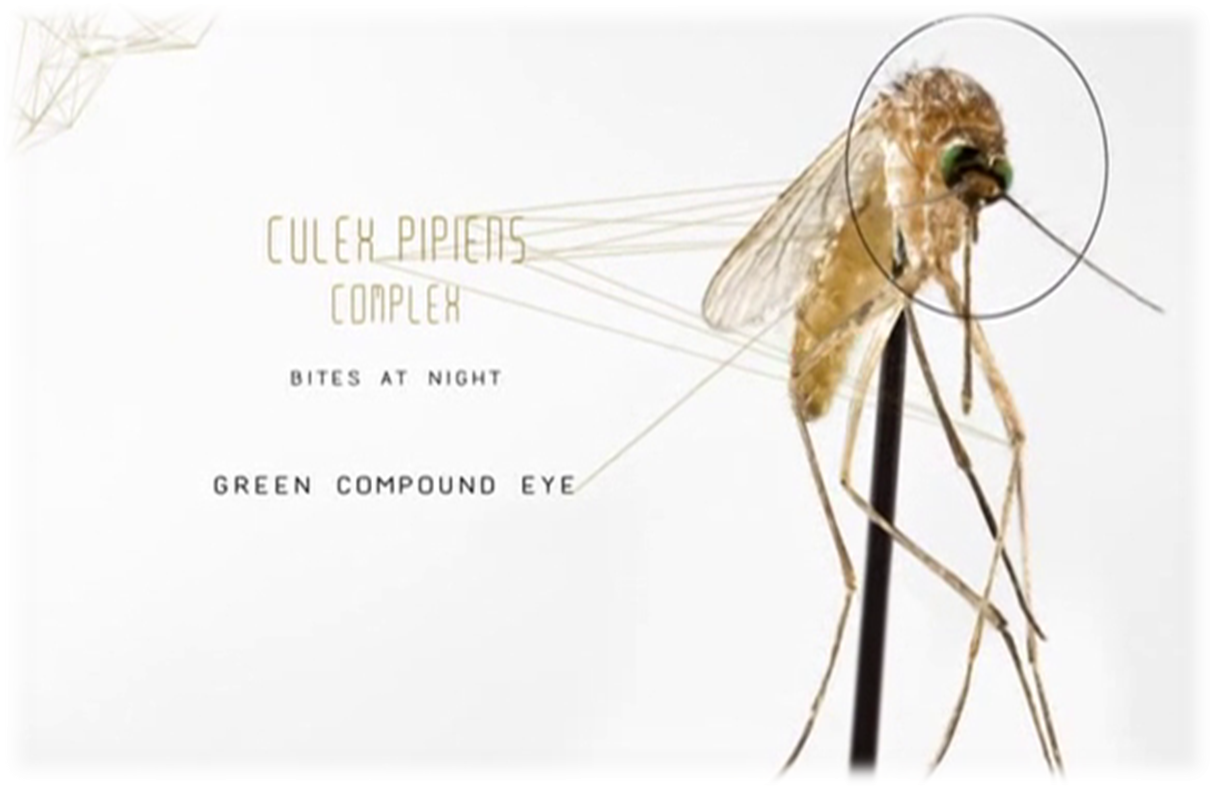 CULEX PIPIENS
COMPLEX
BITES AT NIGHT
GREEN COMPOUND EYE